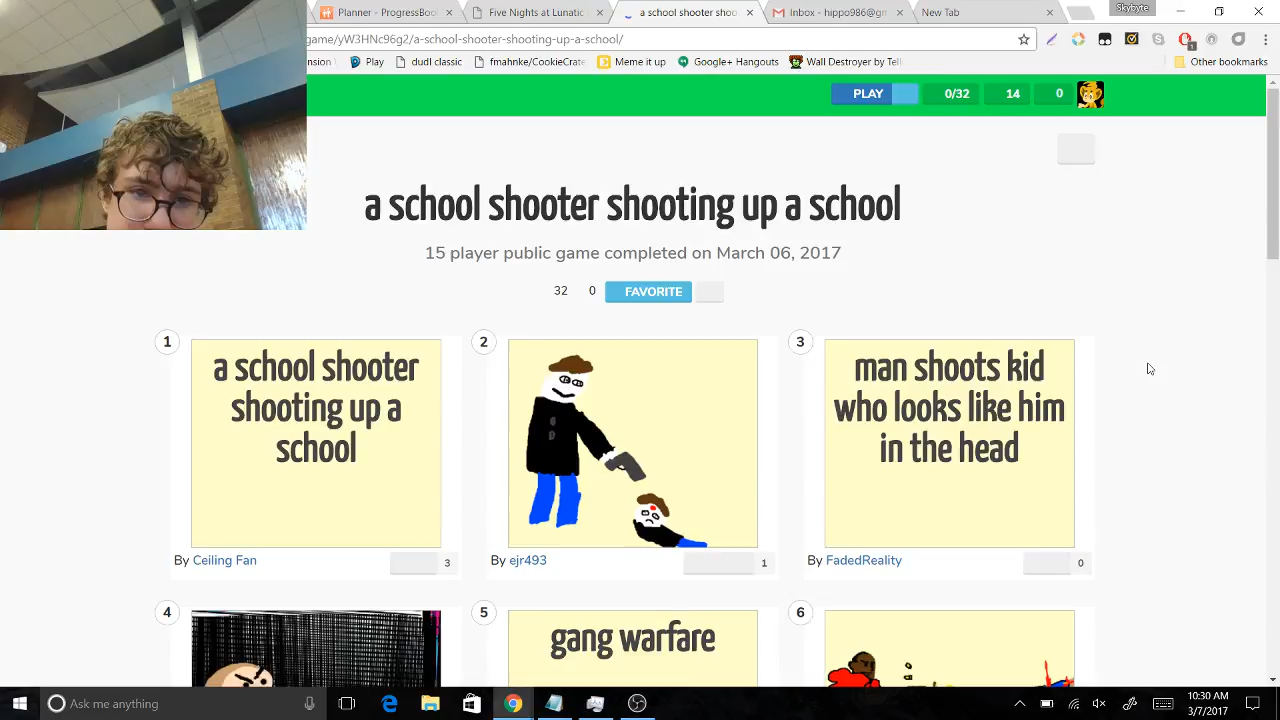 Planner - ProgressBoo
Five Nights at Lunatic
a school shooter shoo
Inbox - hippo986@gm
New Tab
Skybyte
game/yW3HNc96g2/a-school-shooter-shooting-up-a-school/
nsion
Play
dudl classic
fmahnke/CookieCrate
Meme it up
Google+ Hangouts
Wall Destroyer by Tell
Other bookmarks
PLAY
0/32
14
0
a school shooter shooting up a school
15 player public game completed on March 06, 2017
32
0
FAVORITE
1
a school shooter
shooting up a
school
By Ceiling Fan
3
2
By ejr493
1
3
man shoots kid
who looks like him
in the head
By FadedReality
0
4
5
gang warfare
6
Ask me anything
10:30 AM
3/7/2017